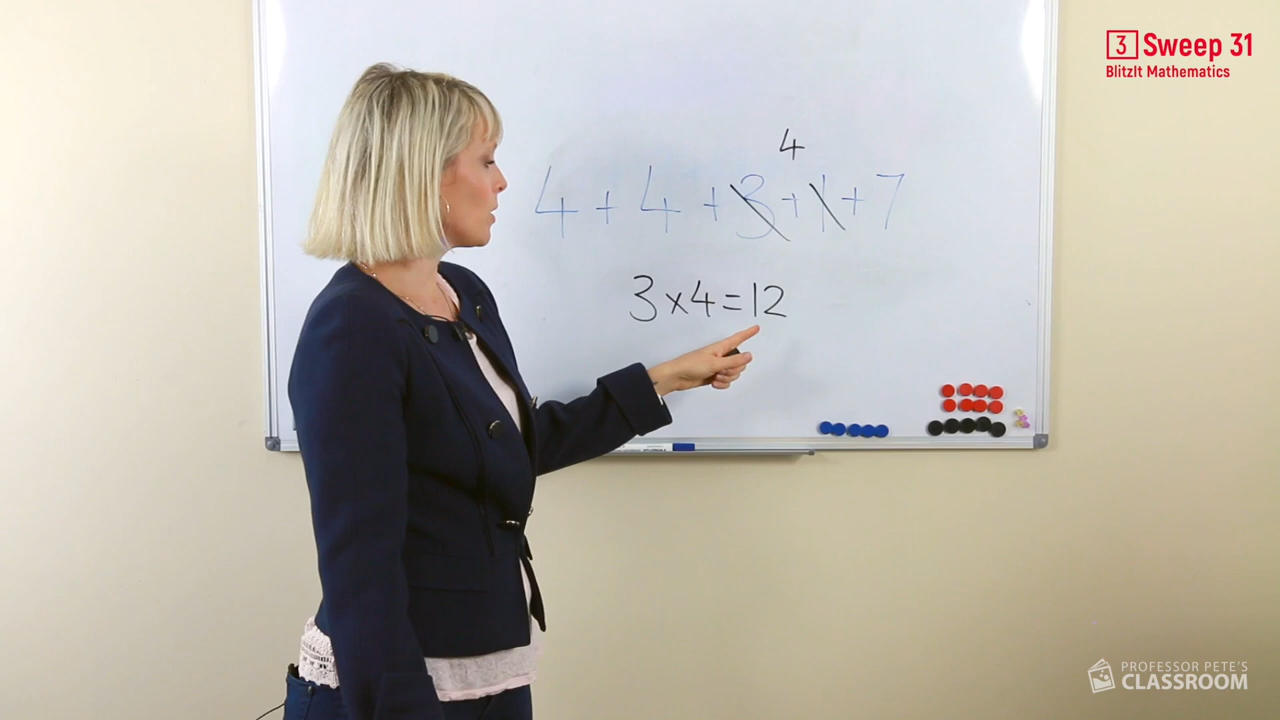 3 Sweep 31
BlitzIt Mathematics
4
4 + 4 + 3 + 1 + 7
3 x 4 = 12
PROFESSOR PETE'S
CLASSROOM